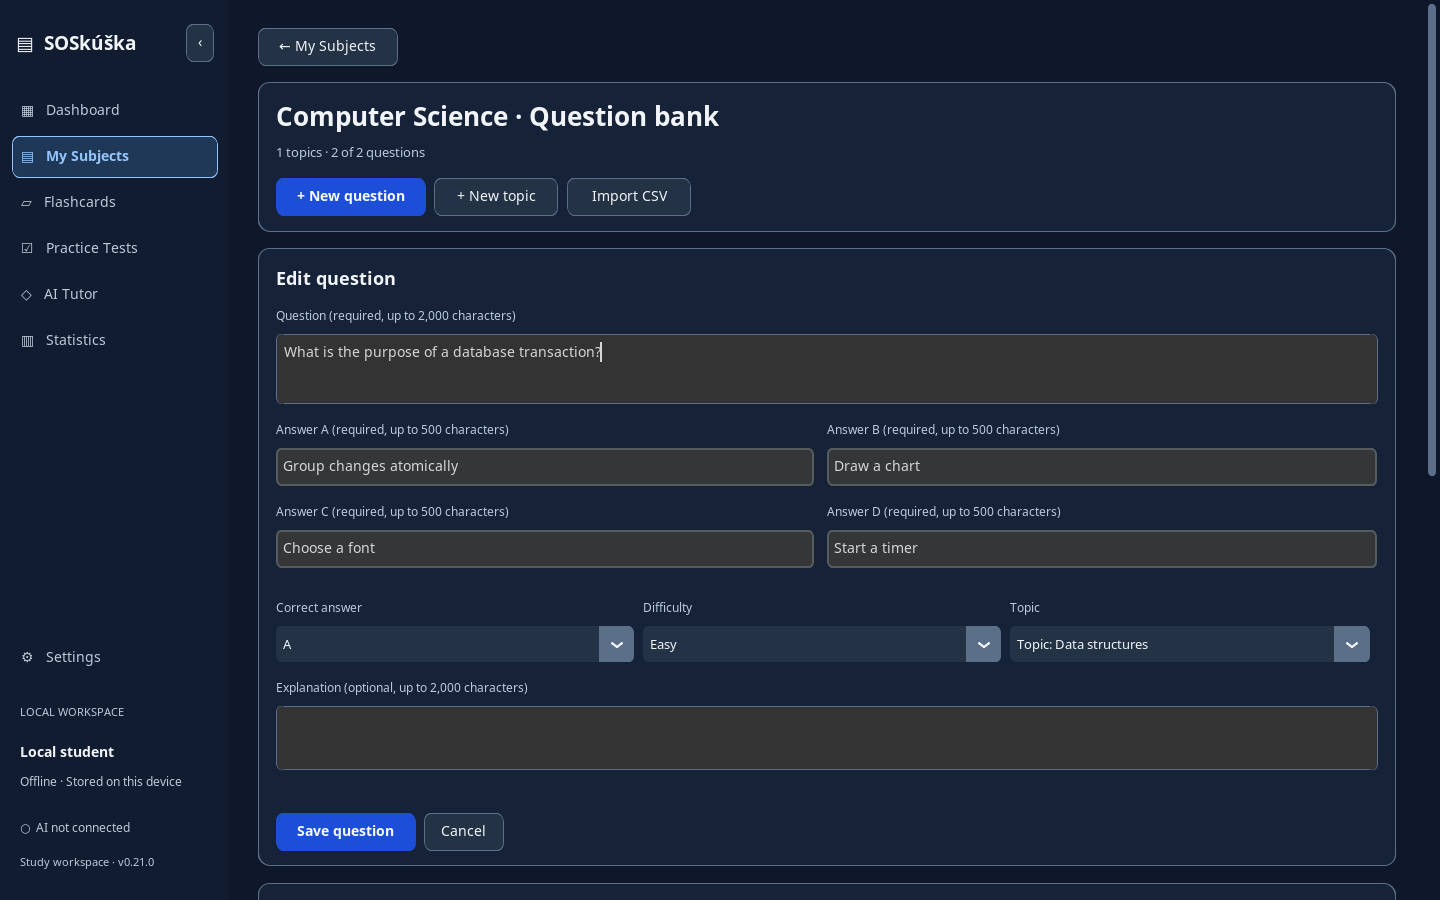 SOSkúška
‹
Dashboard
My Subjects
Flashcards
Practice Tests
AI Tutor
Statistics
Settings
LOCAL WORKSPACE
Local student
Offline · Stored on this device
AI not connected
Study workspace · v0.21.0
← My Subjects
Computer Science · Question bank
1 topics · 2 of 2 questions
+ New question
+ New topic
Import CSV
Edit question
Question (required, up to 2,000 characters)
What is the purpose of a database transaction?
Answer A (required, up to 500 characters)
Answer B (required, up to 500 characters)
Group changes atomically
Draw a chart
Answer C (required, up to 500 characters)
Answer D (required, up to 500 characters)
Choose a font
Start a timer
Correct answer
Difficulty
Topic
A
Easy
Topic: Data structures
Explanation (optional, up to 2,000 characters)
Save question
Cancel